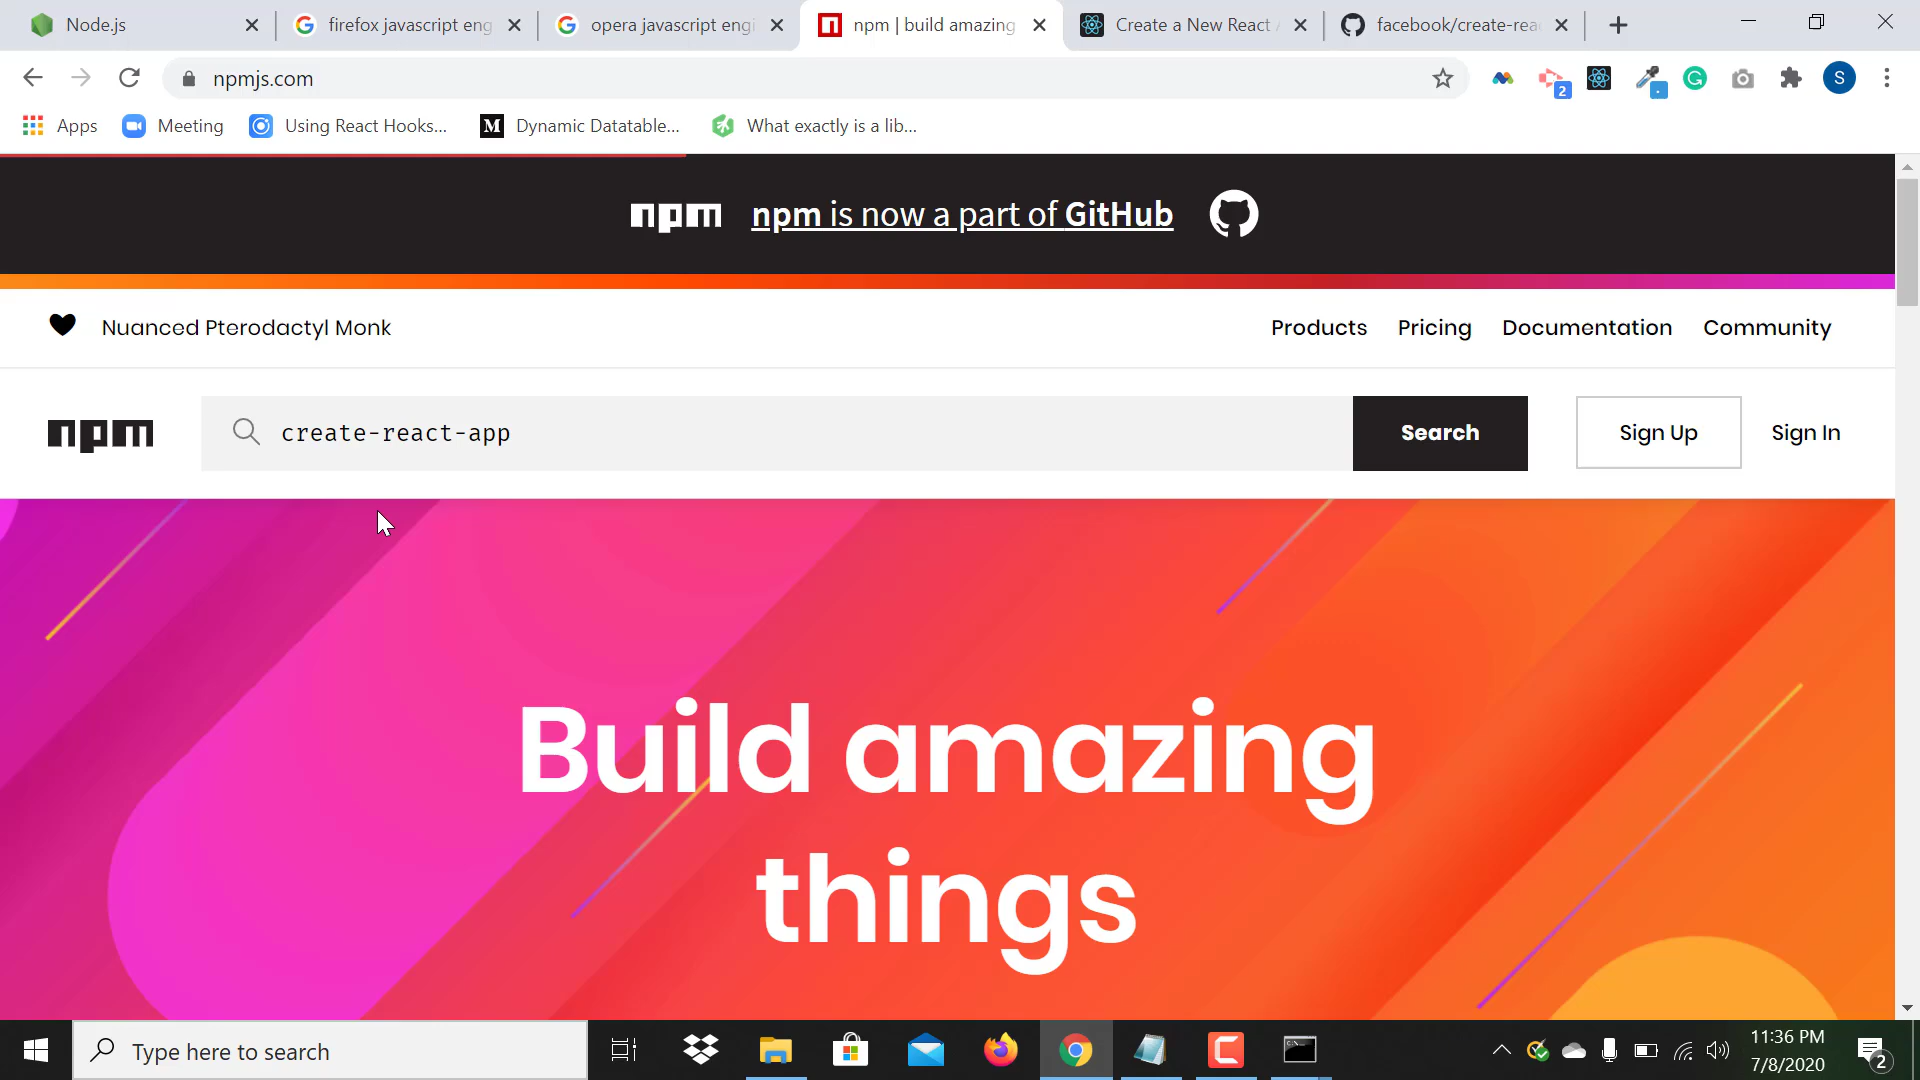 Node.js
firefox javascript eng
opera javascript engi
npm | build amazing
Create a New React A
facebook/create-rea
npmjs.com
2
S
Apps
Meeting
Using React Hooks...
M
Dynamic Datatable...
What exactly is a lib...
npm
npm is now a part of GitHub
Nuanced Pterodactyl Monk
Products
Pricing
Documentation
Community
npm
create-react-app
Search
Sign Up
Sign In
Build amazing
things
Type here to search
11:36 PM
7/8/2020
2